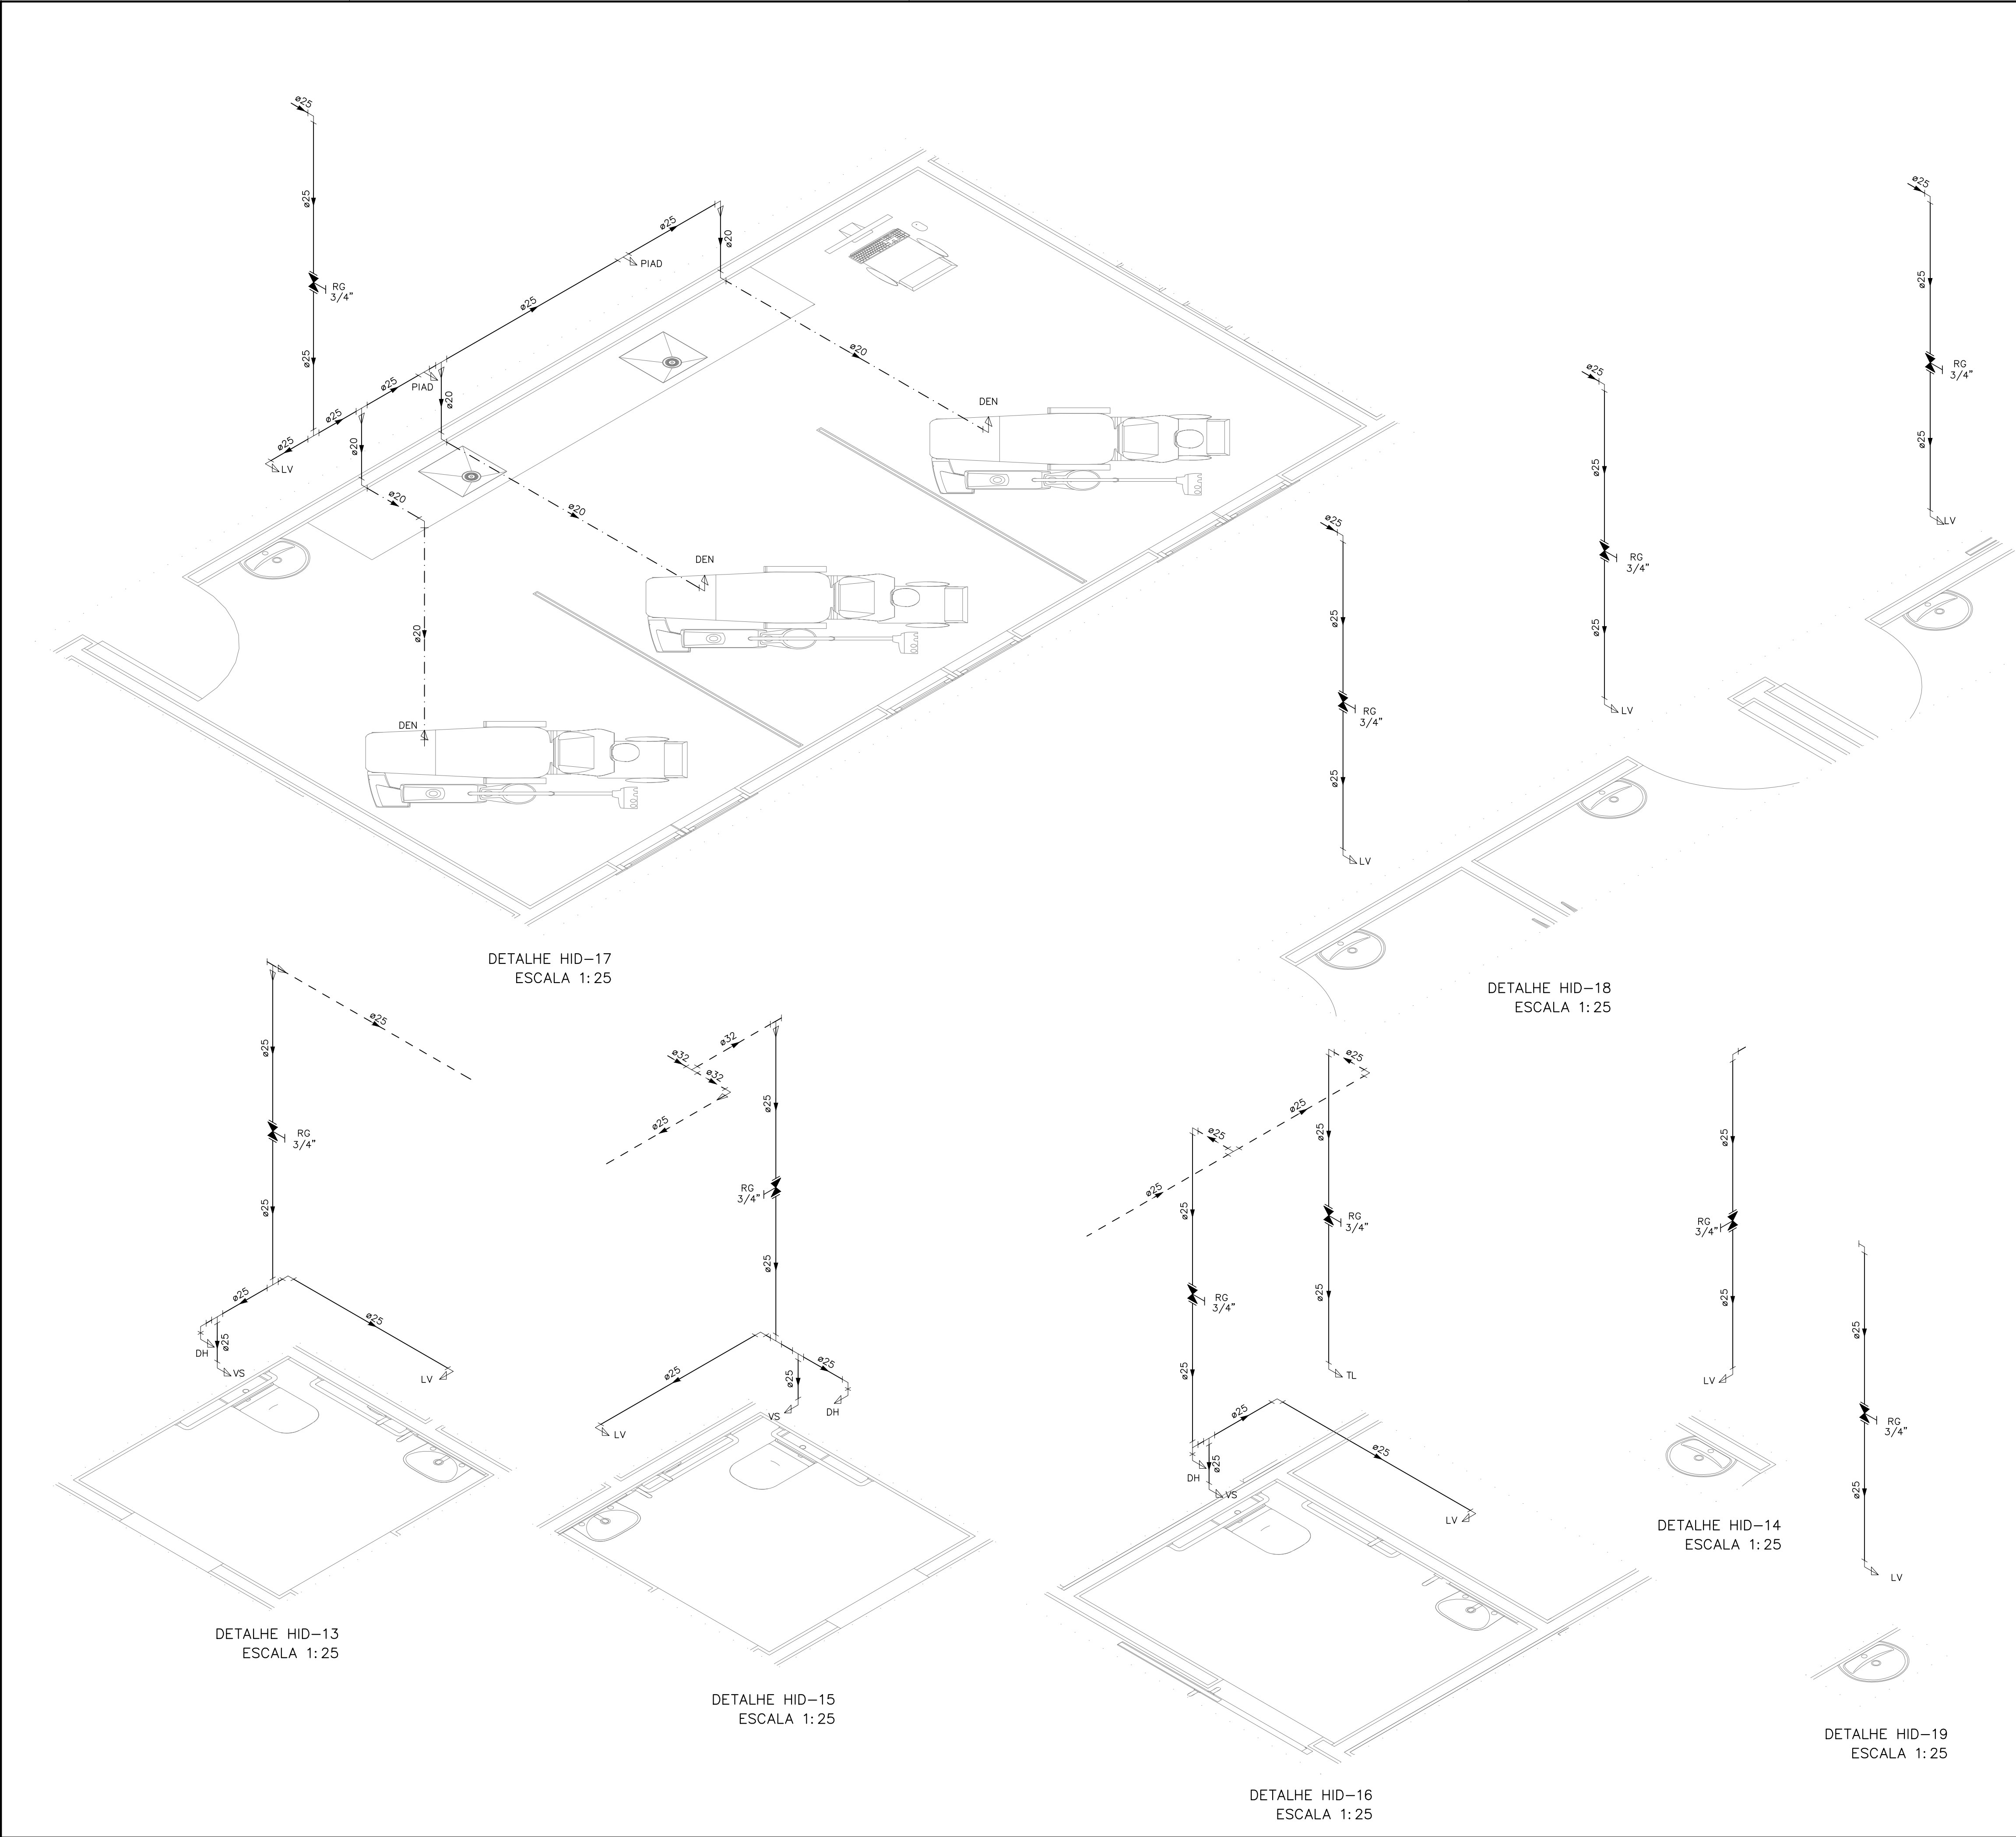 ø25
ø25
RG
3/4"
ø25
ø25
LV
ø25
ø20
ø25
PIAD
ø20
ø25
PIAD
ø25
ø20
ø20
ø20
DEN
ø20
DEN
ø20
DEN
DETALHE HID-17
ESCALA 1:25
ø25
ø25
RG
3/4"
ø25
LV
ø25
ø25
RG
3/4"
ø25
LV
ø25
ø25
RG
3/4"
ø25
LV
DETALHE HID-18
ESCALA 1:25
ø25
ø25
RG
3/4"
ø25
ø25
ø25
ø25
DH
VS
LV
DETALHE HID-13
ESCALA 1:25
ø32
ø32
ø32
ø25
ø25
RG
3/4"
ø25
ø25
ø25
ø25
LV
VS
DH
DETALHE HID-15
ESCALA 1:25
ø25
ø25
ø25
ø25
ø25
ø25
RG
3/4"
ø25
TL
RG
3/4"
ø25
ø25
ø25
ø25
DH
VS
LV
DETALHE HID-16
ESCALA 1:25
ø25
RG
3/4"
ø25
LV
DETALHE HID-14
ESCALA 1:25
ø25
RG
3/4"
ø25
LV
DETALHE HID-19
ESCALA 1:25